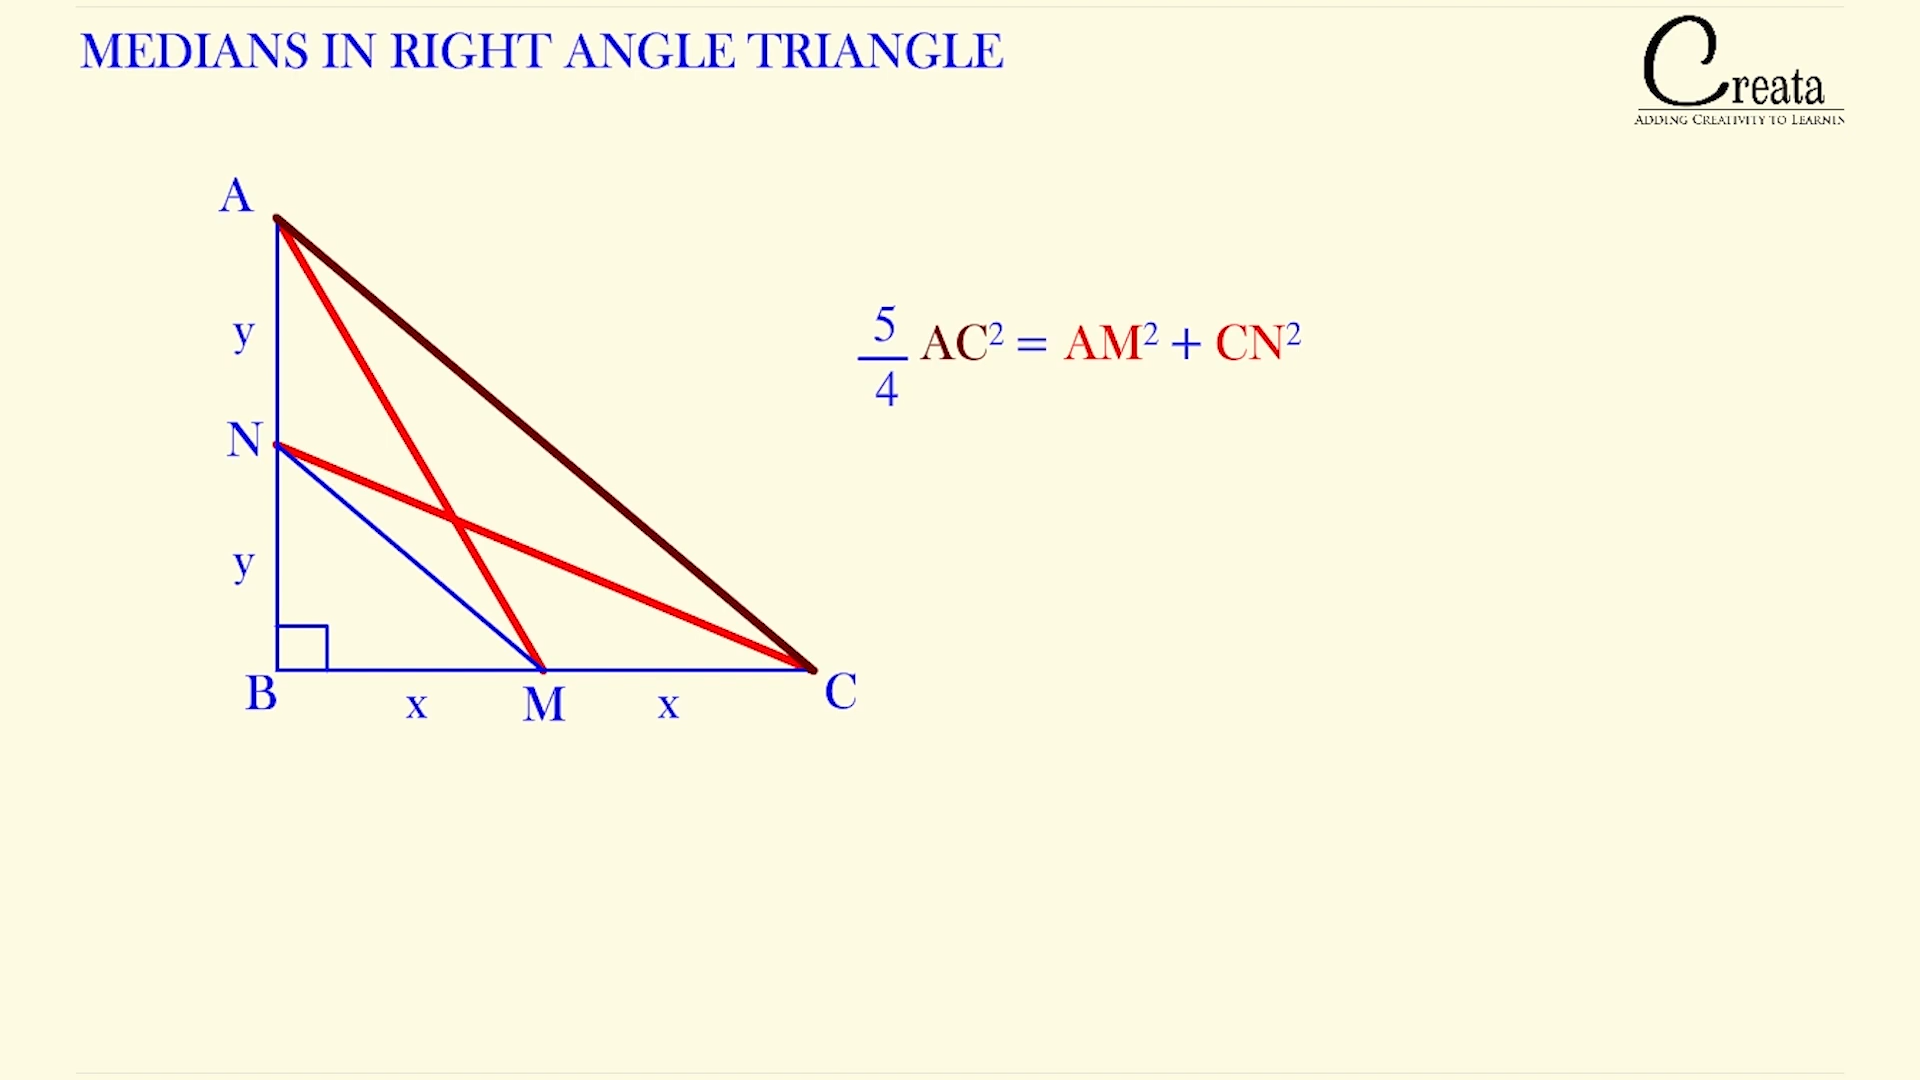 MEDIANS IN RIGHT ANGLE TRIANGLE
Creata
ADDING CREATIVITY TO LEARNIN
A
y
N
y
B
x
M
x
C
5/4 AC² = AM² + CN²